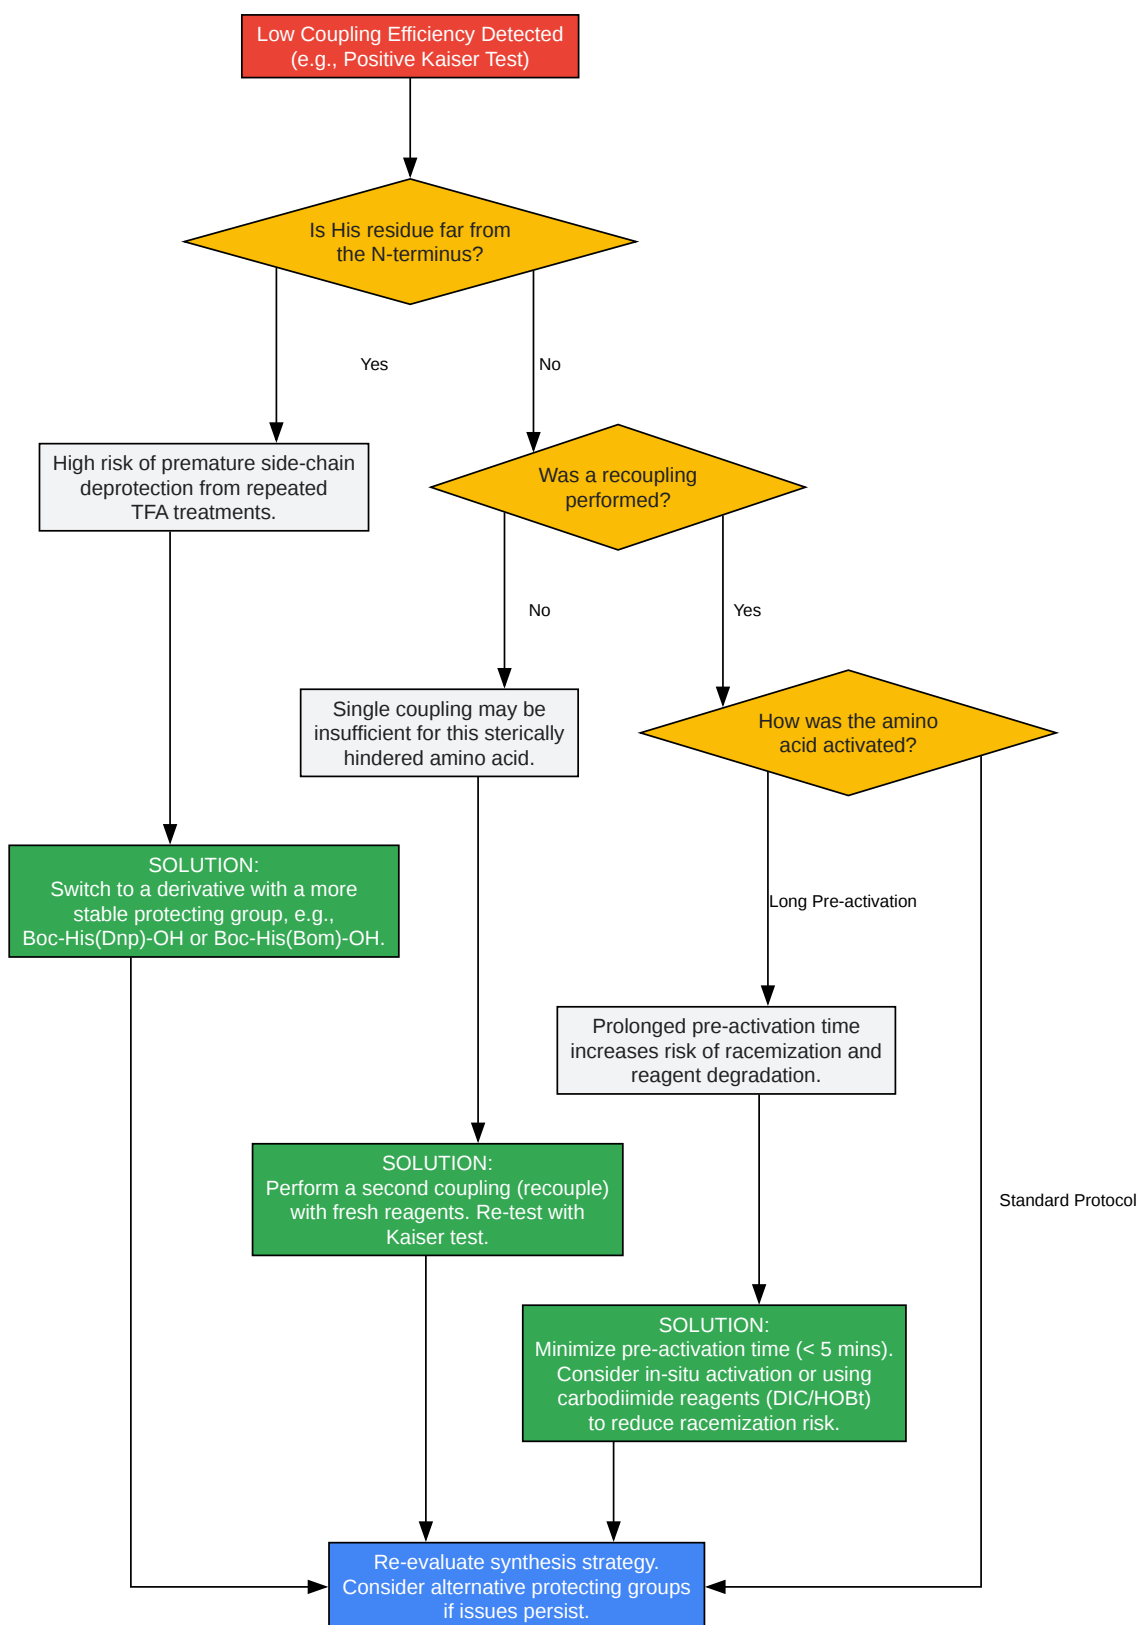 Low Coupling Efficiency Detected
(e.g., Positive Kaiser Test)
Is His residue far from
the N-terminus?
Yes
No
High risk of premature side-chain
deprotection from repeated
TFA treatments.
Was a recoupling
performed?
No
Yes
Single coupling may be
insufficient for this sterically
hindered amino acid.
How was the amino
acid activated?
SOLUTION:
Switch to a derivative with a more
stable protecting group, e.g.,
Boc-His(Dnp)-OH or Boc-His(Bom)-OH.
Long Pre-activation
Prolonged pre-activation time
increases risk of racemization and
reagent degradation.
SOLUTION:
Perform a second coupling (recouple)
with fresh reagents. Re-test with
Kaiser test.
Standard Protocol
SOLUTION:
Minimize pre-activation time (< 5 mins).
Consider in-situ activation or using
carbodiimide reagents (DIC/HOBt)
to reduce racemization risk.
Re-evaluate synthesis strategy.
Consider alternative protecting groups
if issues persist.